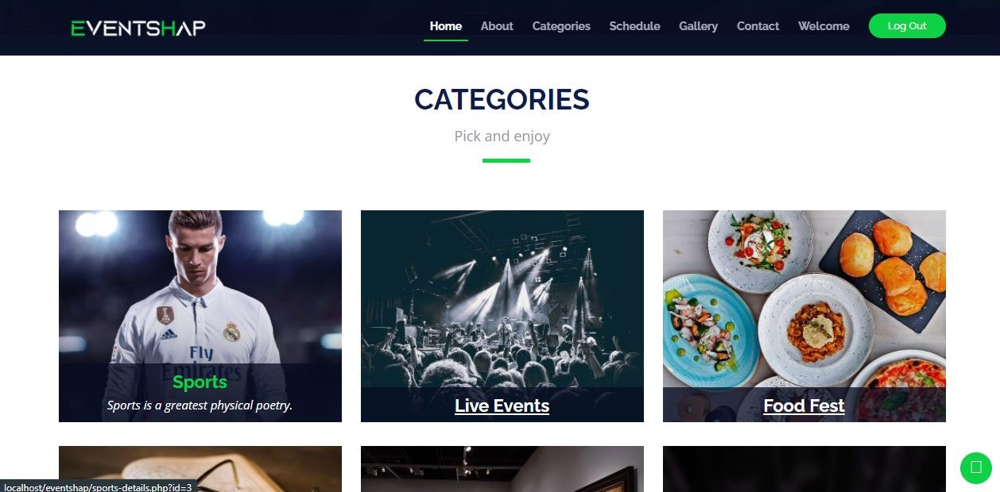 EVENTSHAP
Home About Categories Schedule Gallery Contact Welcome Log Out
CATEGORIES
Pick and enjoy
Fly
Emirates
Sports
Sports is a greatest physical poetry.
Live Events
Food Fest
localhost/eventshap/sports-details.php?id=3